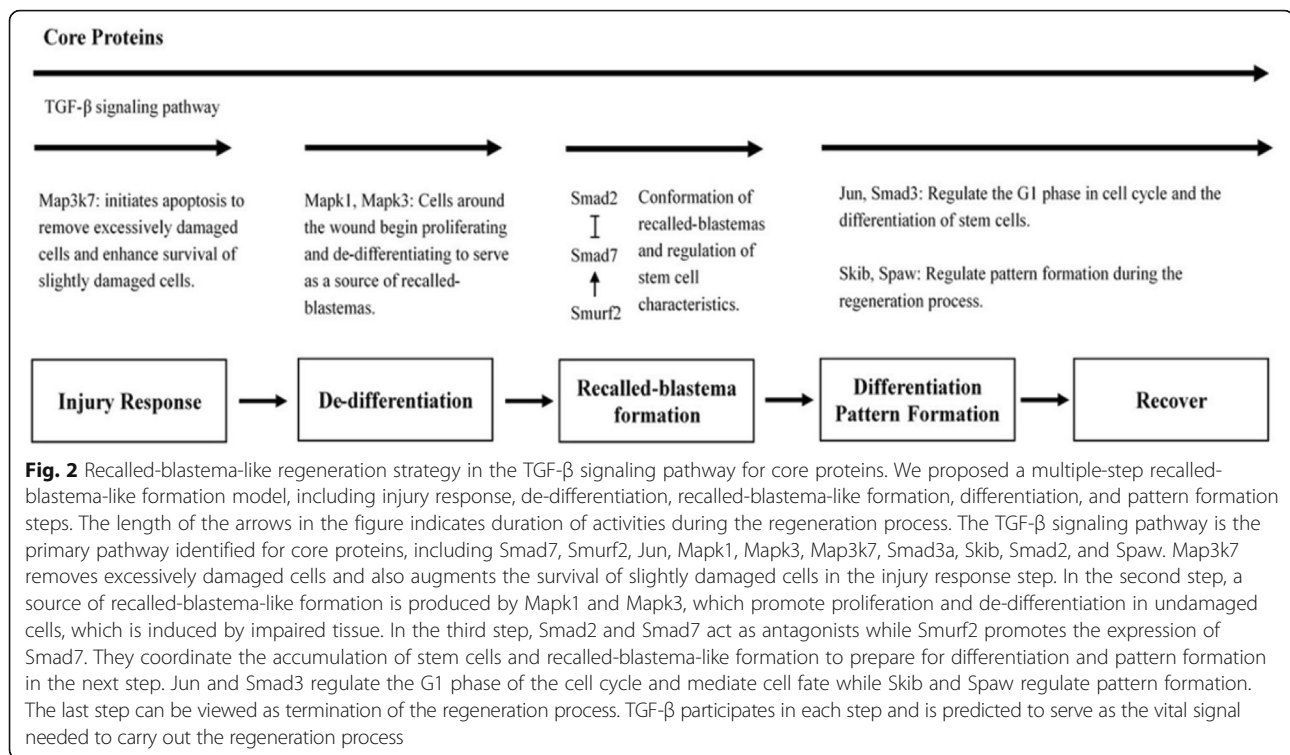 Core Proteins
TGF-β signaling pathway
Map3k7: initiates apoptosis to
remove excessively damaged
cells and enhance survival of
slightly damaged cells.
Mapk1, Mapk3: Cells around
the wound begin proliferating
and de-differentiating to serve
as a source of recalled-
blastemas.
Smad2
Smad7
Smurf2
Conformation of
recalled-blastemas
and regulation of
stem cell
characteristics.
Jun, Smad3: Regulate the G1 phase in cell cycle and the
differentiation of stem cells.
Skib, Spaw: Regulate pattern formation during the
regeneration process.
Injury Response
De-differentiation
Recalled-blastema
formation
Differentiation
Pattern Formation
Recover
Fig. 2 Recalled-blastema-like regeneration strategy in the TGF-β signaling pathway for core proteins. We proposed a multiple-step recalled-
blastema-like formation model, including injury response, de-differentiation, recalled-blastema-like formation, differentiation, and pattern formation
steps. The length of the arrows in the figure indicates duration of activities during the regeneration process. The TGF-β signaling pathway is the
primary pathway identified for core proteins, including Smad7, Smurf2, Jun, Mapk1, Mapk3, Map3k7, Smad3a, Skib, Smad2, and Spaw. Map3k7
removes excessively damaged cells and also augments the survival of slightly damaged cells in the injury response step. In the second step, a
source of recalled-blastema-like formation is produced by Mapk1 and Mapk3, which promote proliferation and de-differentiation in undamaged
cells, which is induced by impaired tissue. In the third step, Smad2 and Smad7 act as antagonists while Smurf2 promotes the expression of
Smad7. They coordinate the accumulation of stem cells and recalled-blastema-like formation to prepare for differentiation and pattern formation
in the next step. Jun and Smad3 regulate the G1 phase of the cell cycle and mediate cell fate while Skib and Spaw regulate pattern formation.
The last step can be viewed as termination of the regeneration process. TGF-β participates in each step and is predicted to serve as the vital signal
needed to carry out the regeneration process